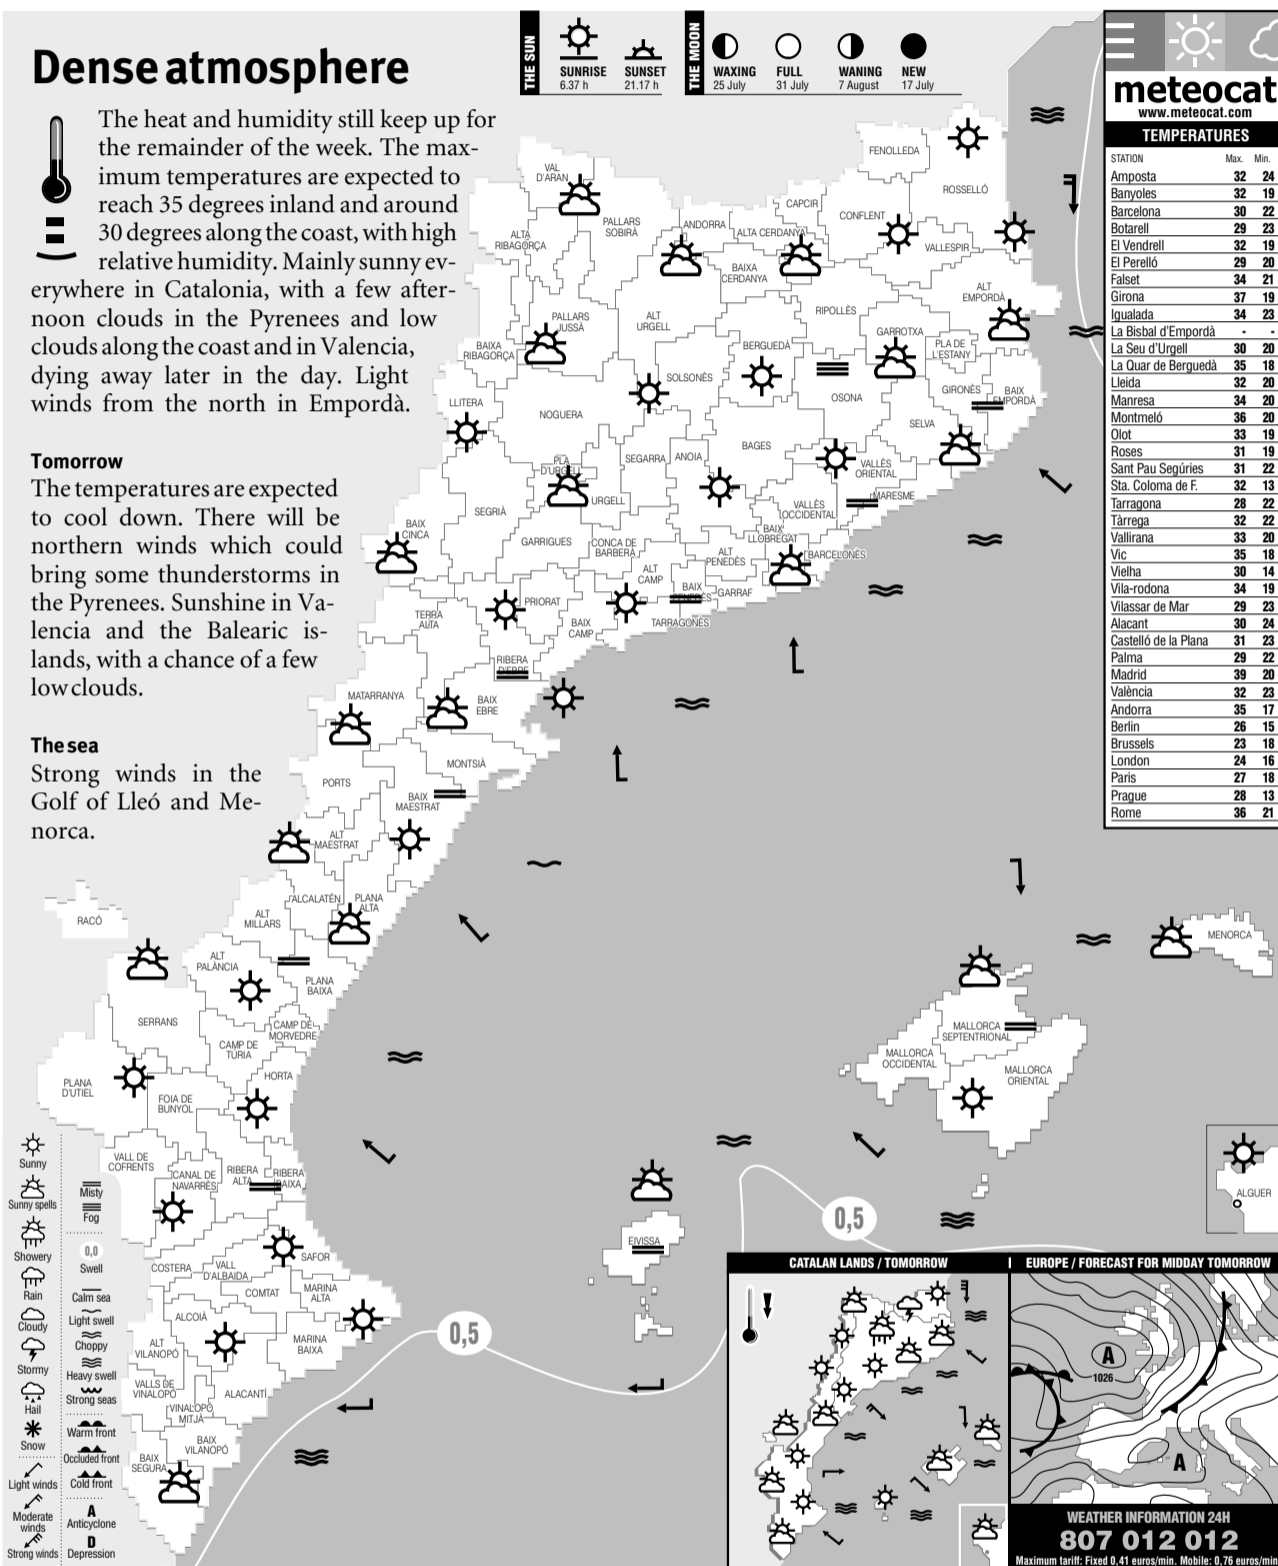 Dense atmosphere
The heat and humidity still keep up for
the remainder of the week. The max-
imum temperatures are expected to
reach 35 degrees inland and around
30 degrees along the coast, with high
relative humidity. Mainly sunny ev-
erywhere in Catalonia, with a few after-
noon clouds in the Pyrenees and low
clouds along the coast and in Valencia,
dying away later in the day. Light
winds from the north in Empordà.
Tomorrow
The temperatures are expected
to cool down. There will be
northern winds which could
bring some thunderstorms in
the Pyrenees. Sunshine in Va-
lencia and the Balearic is-
lands, with a chance of a few
low clouds.
The sea
Strong winds in the
Golf of Lleó and Me-
norca.
THE SUN
SUNRISE
6.37 h
SUNSET
21.17 h
THE MOON
WAXING
25 July
FULL
31 July
WANING
7 August
NEW
17 July
meteocat
www.meteocat.com
TEMPERATURES
STATION Max. Min.
Amposta 32 24
Banyoles 32 19
Barcelona 30 22
Botarell 29 23
El Vendrell 32 19
El Perelló 29 20
Falset 34 21
Girona 37 19
Igualada 34 23
La Bisbal d'Empordà - -
La Seu d'Urgell 30 20
La Quar de Berguedà 35 18
Lleida 32 20
Manresa 34 20
Montmeló 36 20
Olot 33 19
Roses 31 19
Sant Pau Segúries 31 22
Sta. Coloma de F. 32 13
Tarragona 28 22
Tàrrega 32 22
Vallirana 33 20
Vic 35 18
Vielha 30 14
Vila-rodona 34 19
Vilassar de Mar 29 23
Alacant 30 24
Castelló de la Plana 31 23
Palma 29 22
Madrid 39 20
València 32 23
Andorra 35 17
Berlin 26 15
Brussels 23 18
London 24 16
Paris 27 18
Prague 28 13
Rome 36 21
VAL
D'ARAN
ALTA
RIBAGORÇA
PALLARS
SOBIRÀ
ANDORRA
ALTA CERDANYA
CAPCIR
FENOLLEDA
ROSSELLÓ
CONFLENT
VALLESPIR
BAIXA
CERDANYA
PALLARS
JUSSÀ
ALT
URGELL
RIPOLLÈS
ALT
EMPORDÀ
BAIXA
RIBAGORÇA
BERGUEDÀ
GARROTXA
PLA DE
L'ESTANY
SOLSONÈS
LLITERA
NOGUERA
OSONA
GIRONÈS
BAIX
EMPORDÀ
SELVA
PLA
D'URGELL
SEGARRA
ANOIA
BAGES
VALLÈS
ORIENTAL
SEGRIÀ
URGELL
VALLÈS
OCCIDENTAL
MARESME
BAIX
CINCA
GARRIGUES
CONCA DE
BARBERÀ
ALT
PENEDÈS
BAIX
LLOBREGAT
BARCELONÈS
ALT
CAMP
BAIX
PENEDÈS
GARRAF
TERRA
ALTA
PRIORAT
BAIX
CAMP
TARRAGONÈS
RIBERA
D'EBRE
MATARRANYA
BAIX
EBRE
MONTSIÀ
PORTS
BAIX
MAESTRAT
ALT
MAESTRAT
RACÓ
ALT
MILLARS
L'ALCALATÉN
PLANA
ALTA
ALT
PALÀNCIA
PLANA
BAIXA
SERRANS
CAMP DE
MORVEDRE
CAMP DE
TÚRIA
PLANA
D'UTIEL
HORTA
FOIA DE
BUNYOL
VALL DE
COFRENTS
CANAL DE
NAVARRÉS
RIBERA
ALTA
RIBERA
BAIXA
COSTERA
VALL
D'ALBAIDA
SAFOR
COMTAT
MARINA
ALTA
ALCOIÀ
MARINA
BAIXA
ALT
VILANOPÓ
VALLS DE
VINALOPÓ
ALACANTÍ
VINALOPÓ
MITJÀ
BAIX
VILANOPÓ
BAIX
SEGURA
MENORCA
MALLORCA
SEPTENTRIONAL
MALLORCA
OCCIDENTAL
MALLORCA
ORIENTAL
EIVISSA
ALGUER
0,5
0,5
Sunny
Sunny spells
Showery
Rain
Cloudy
Stormy
Hail
Snow
Light winds
Moderate
winds
Strong winds
Misty
Fog
0,0
Swell
Calm sea
Light swell
Choppy
Heavy swell
Strong seas
Warm front
Occluded front
Cold front
A
Anticyclone
D
Depression
CATALAN LANDS / TOMORROW
EUROPE / FORECAST FOR MIDDAY TOMORROW
A
1026
A
WEATHER INFORMATION 24H
807 012 012
Maximum tariff: Fixed 0,41 euros/min. Mobile: 0,76 euros/min